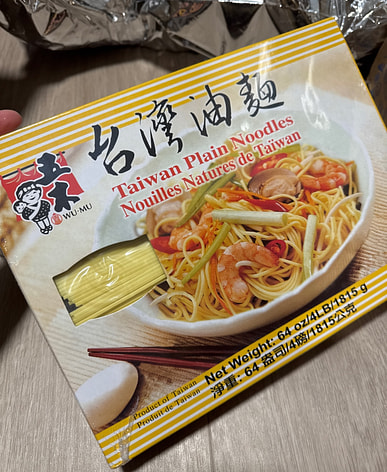 台灣油麵
五木
WU-MU
Taiwan Plain Noodles
Nouilles Natures de Taïwan
Product of Taiwan
Produit de Taiwan
Net Weight: 64 oz/4LB/1815 g
淨重: 64 盎司/4磅/1815公克